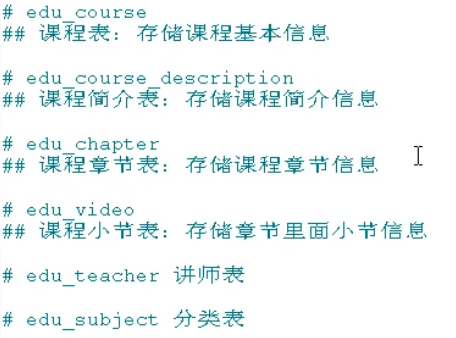 # edu_course
## 课程表：存储课程基本信息
# edu_course_description
## 课程简介表：存储课程简介信息
# edu_chapter
## 课程章节表：存储课程章节信息
# edu_video
## 课程小节表：存储章节里面小节信息
# edu_teacher 讲师表
# edu_subject 分类表